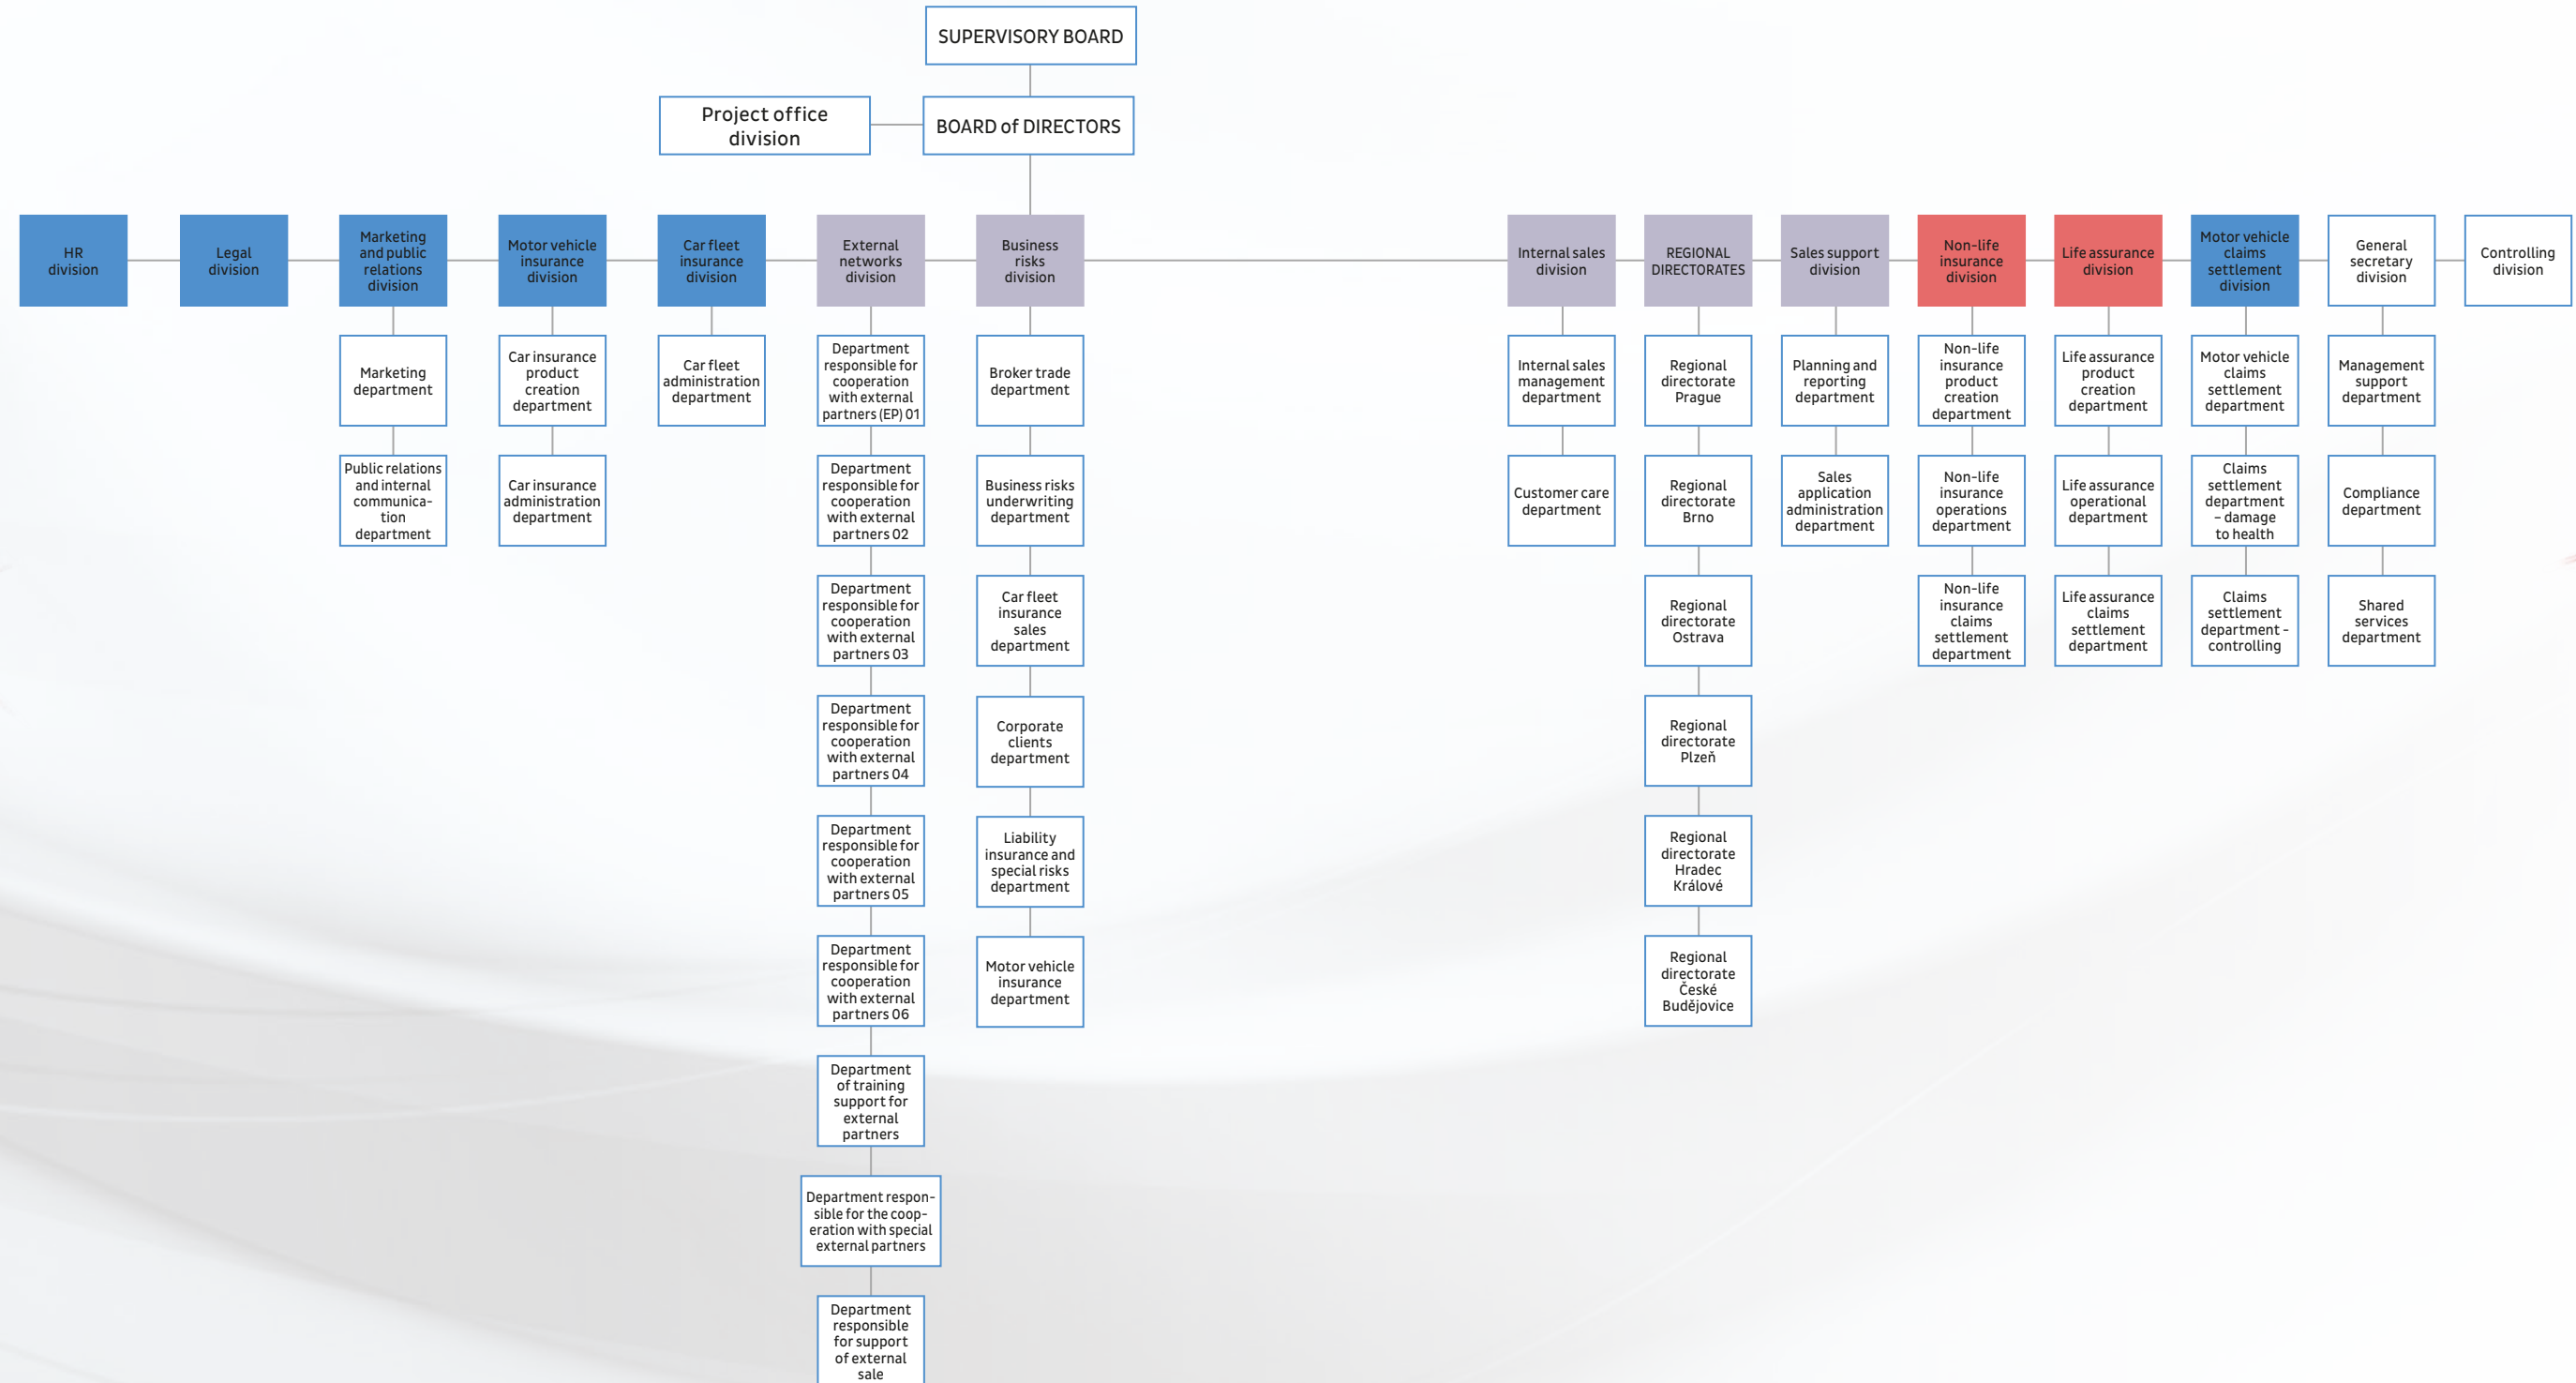 SUPERVISORY BOARD
Project office
division
BOARD of DIRECTORS
HR
division
Legal
division
Marketing
and public
relations
division
Motor vehicle
insurance
division
Car fleet
insurance
division
External
networks
division
Business
risks
division
Internal sales
division
REGIONAL
DIRECTORATES
Sales support
division
Non-life
insurance
division
Life assurance
division
Motor vehicle
claims
settlement
division
General
secretary
division
Controlling
division
Marketing
department
Public relations
and internal
communica-
tion
department
Car insurance
product
creation
department
Car insurance
administration
department
Car fleet
administration
department
Department
responsible for
cooperation
with external
partners (EP) 01
Department
responsible for
cooperation
with external
partners 02
Department
responsible for
cooperation
with external
partners 03
Department
responsible for
cooperation
with external
partners 04
Department
responsible for
cooperation
with external
partners 05
Department
responsible for
cooperation
with external
partners 06
Department
of training
support for
external
partners
Department respon-
sible for the coop-
eration with special
external partners
Department
responsible
for support
of external
sale
Broker trade
department
Business risks
underwriting
department
Car fleet
insurance
sales
department
Corporate
clients
department
Liability
insurance and
special risks
department
Motor vehicle
insurance
department
Internal sales
management
department
Customer care
department
Regional
directorate
Prague
Regional
directorate
Brno
Regional
directorate
Ostrava
Regional
directorate
Plzeň
Regional
directorate
Hradec
Králové
Regional
directorate
České
Budějovice
Planning and
reporting
department
Sales
application
administration
department
Non-life
insurance
product
creation
department
Non-life
insurance
operations
department
Non-life
insurance
claims
settlement
department
Life assurance
product
creation
department
Life assurance
operational
department
Life assurance
claims
settlement
department
Motor vehicle
claims
settlement
department
Claims
settlement
department
– damage
to health
Claims
settlement
department -
controlling
Management
support
department
Compliance
department
Shared
services
department